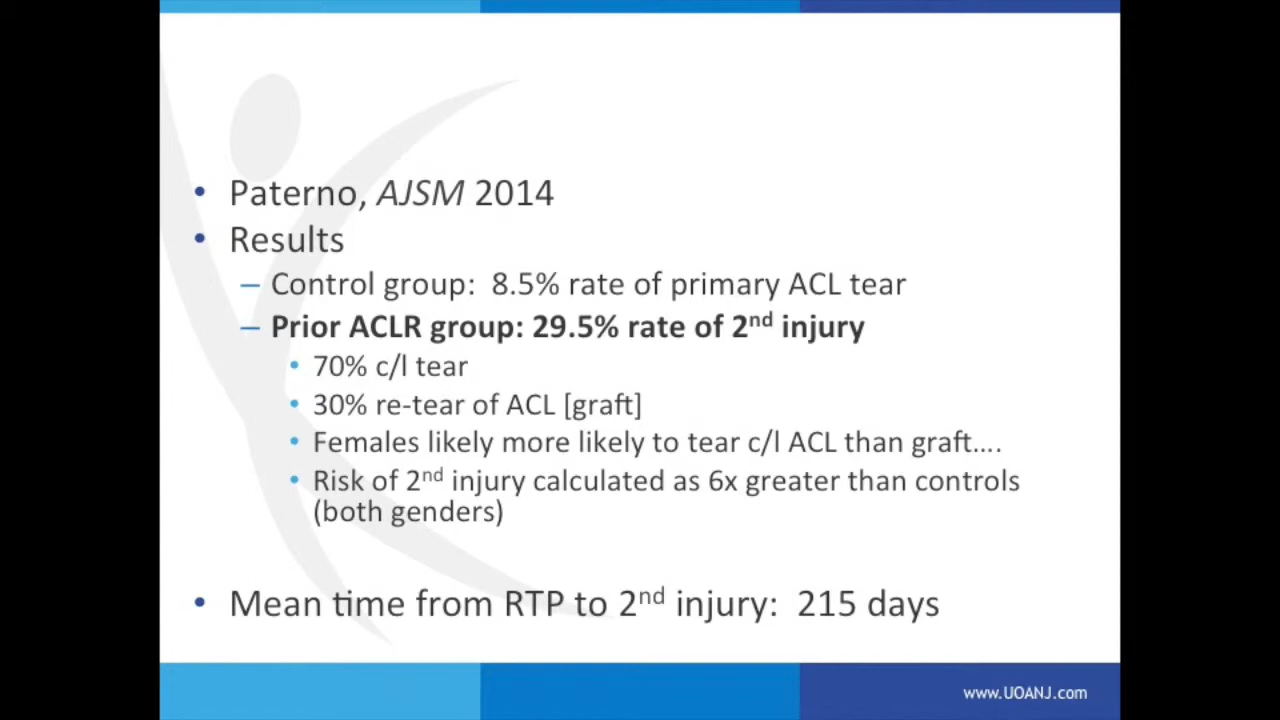 • Paterno, AJSM 2014
• Results
– Control group: 8.5% rate of primary ACL tear
– Prior ACLR group: 29.5% rate of 2nd injury
• 70% c/l tear
• 30% re-tear of ACL [graft]
• Females likely more likely to tear c/l ACL than graft....
• Risk of 2nd injury calculated as 6x greater than controls
(both genders)
• Mean time from RTP to 2nd injury: 215 days
www.UOANJ.com